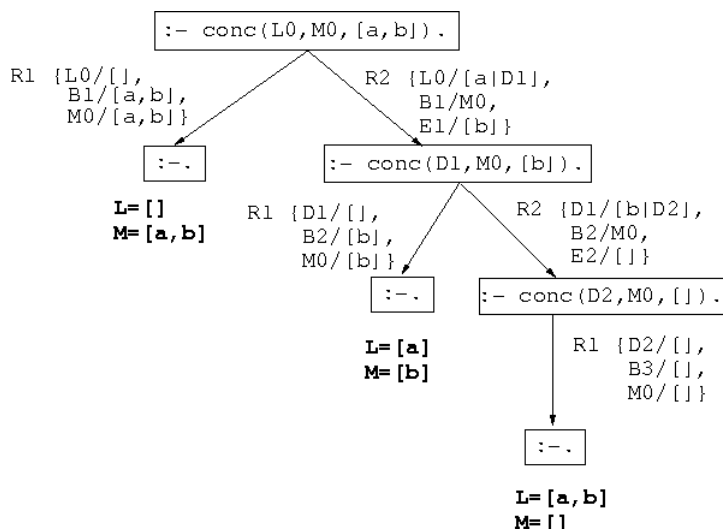 :- conc(L0,M0,[a,b]).
R1 {L0/[],
B1/[a,b],
M0/[a,b]}
R2 {L0/[a|D1],
B1/M0,
E1/[b]}
:-.
:- conc(D1,M0,[b]).
L=[]
M=[a,b]
R1 {D1/[],
B2/[b],
M0/[b]}
R2 {D1/[b|D2],
B2/M0,
E2/[]}
:-.
:- conc(D2,M0,[]).
L=[a]
M=[b]
R1 {D2/[],
B3/[],
M0/[]}
:-.
L=[a,b]
M=[]